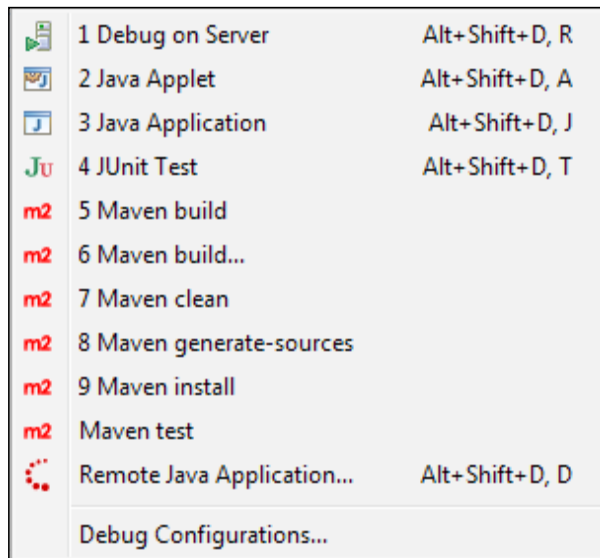 1 Debug on Server Alt+Shift+D, R
2 Java Applet Alt+Shift+D, A
J 3 Java Application Alt+Shift+D, J
JU 4 JUnit Test Alt+Shift+D, T
m2 5 Maven build
m2 6 Maven build...
m2 7 Maven clean
m2 8 Maven generate-sources
m2 9 Maven install
m2 Maven test
Remote Java Application... Alt+Shift+D, D
Debug Configurations...